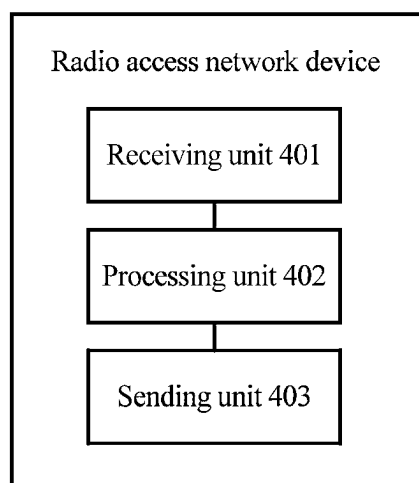 Radio access network device
Receiving unit 401
Processing unit 402
Sending unit 403